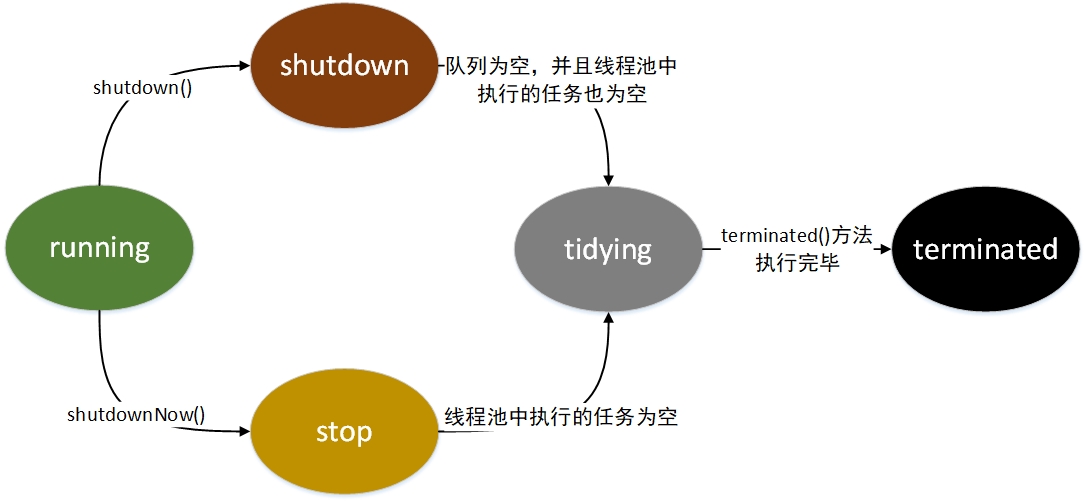 shutdown
队列为空，并且线程池中
执行的任务也为空
shutdown()
running
tidying
terminated()方法
执行完毕
terminated
shutdownNow()
stop
线程池中执行的任务为空